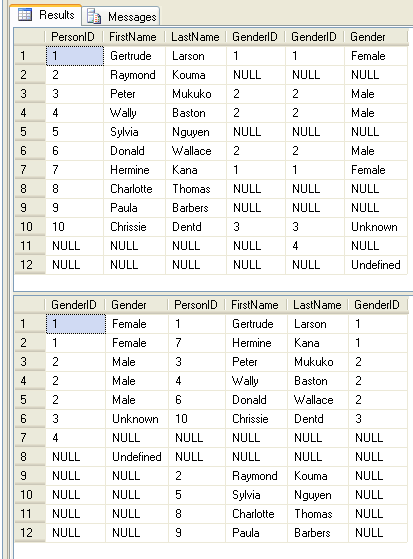 Results Messages
PersonID FirstName LastName GenderID GenderID Gender
1 1 Gertrude Larson 1 1 Female
2 2 Raymond Kouma NULL NULL NULL
3 3 Peter Mukuko 2 2 Male
4 4 Wally Baston 2 2 Male
5 5 Sylvia Nguyen NULL NULL NULL
6 6 Donald Wallace 2 2 Male
7 7 Hermine Kana 1 1 Female
8 8 Charlotte Thomas NULL NULL NULL
9 9 Paula Barbers NULL NULL NULL
10 10 Chrissie Dentd 3 3 Unknown
11 NULL NULL NULL NULL 4 NULL
12 NULL NULL NULL NULL NULL Undefined
GenderID Gender PersonID FirstName LastName GenderID
1 1 Female 1 Gertrude Larson 1
2 1 Female 7 Hermine Kana 1
3 2 Male 3 Peter Mukuko 2
4 2 Male 4 Wally Baston 2
5 2 Male 6 Donald Wallace 2
6 3 Unknown 10 Chrissie Dentd 3
7 4 NULL NULL NULL NULL NULL
8 NULL Undefined NULL NULL NULL NULL
9 NULL NULL 2 Raymond Kouma NULL
10 NULL NULL 5 Sylvia Nguyen NULL
11 NULL NULL 8 Charlotte Thomas NULL
12 NULL NULL 9 Paula Barbers NULL